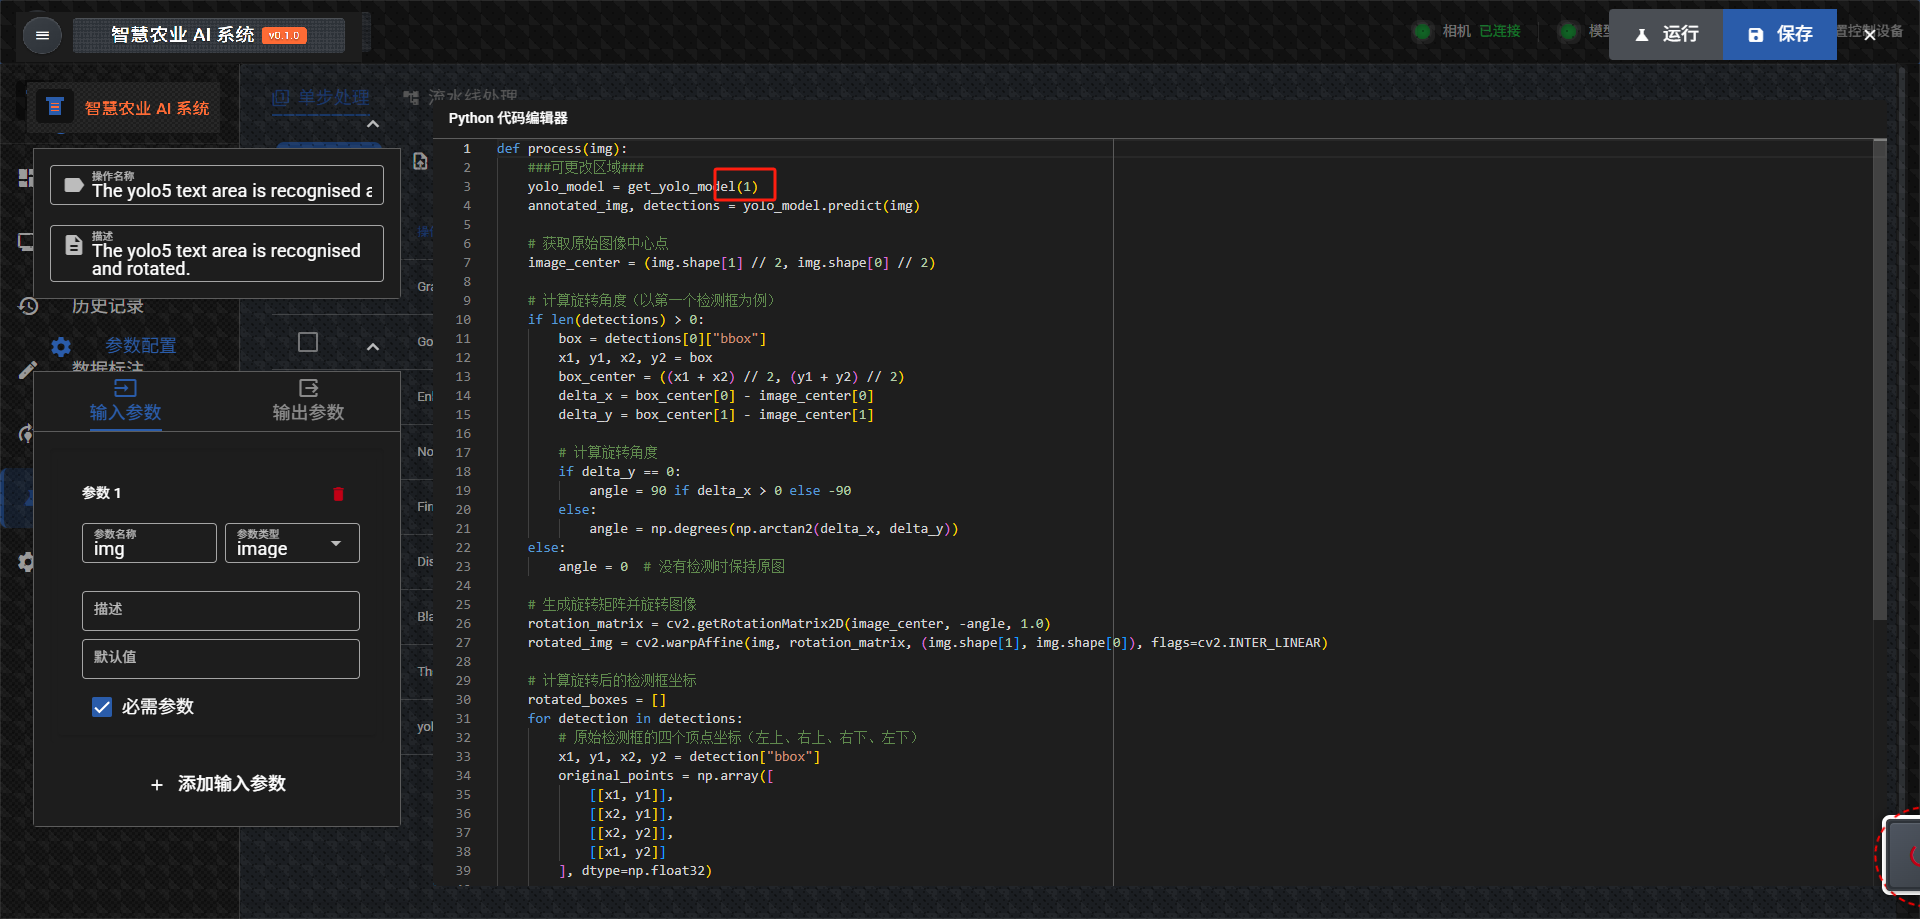 智慧农业 AI 系统 v0.1.0
相机 已连接
运行
保存
置控制设备
智慧农业 AI 系统
单步处理
流水线处理
操作名称
The yolo5 text area is recognised a
描述
The yolo5 text area is recognised
and rotated.
历史记录
参数配置
数据标注
输入参数
输出参数
参数 1
参数名称
img
参数类型
image
描述
默认值
必需参数
+ 添加输入参数
Gra
Go
Enl
No
Fin
Dis
Bla
Th
yol
Python 代码编辑器
1 def process(img):
2 ###可更改区域###
3 yolo_model = get_yolo_model(1)
4 annotated_img, detections = yolo_model.predict(img)
5
6 # 获取原始图像中心点
7 image_center = (img.shape[1] // 2, img.shape[0] // 2)
8
9 # 计算旋转角度（以第一个检测框为例）
10 if len(detections) > 0:
11 box = detections[0]["bbox"]
12 x1, y1, x2, y2 = box
13 box_center = ((x1 + x2) // 2, (y1 + y2) // 2)
14 delta_x = box_center[0] - image_center[0]
15 delta_y = box_center[1] - image_center[1]
16
17 # 计算旋转角度
18 if delta_y == 0:
19 angle = 90 if delta_x > 0 else -90
20 else:
21 angle = np.degrees(np.arctan2(delta_x, delta_y))
22 else:
23 angle = 0 # 没有检测时保持原图
24
25 # 生成旋转矩阵并旋转图像
26 rotation_matrix = cv2.getRotationMatrix2D(image_center, -angle, 1.0)
27 rotated_img = cv2.warpAffine(img, rotation_matrix, (img.shape[1], img.shape[0]), flags=cv2.INTER_LINEAR)
28
29 # 计算旋转后的检测框坐标
30 rotated_boxes = []
31 for detection in detections:
32 # 原始检测框的四个顶点坐标（左上、右上、右下、左下）
33 x1, y1, x2, y2 = detection["bbox"]
34 original_points = np.array([
35 [[x1, y1]],
36 [[x2, y1]],
37 [[x2, y2]],
38 [[x1, y2]]
39 ], dtype=np.float32)